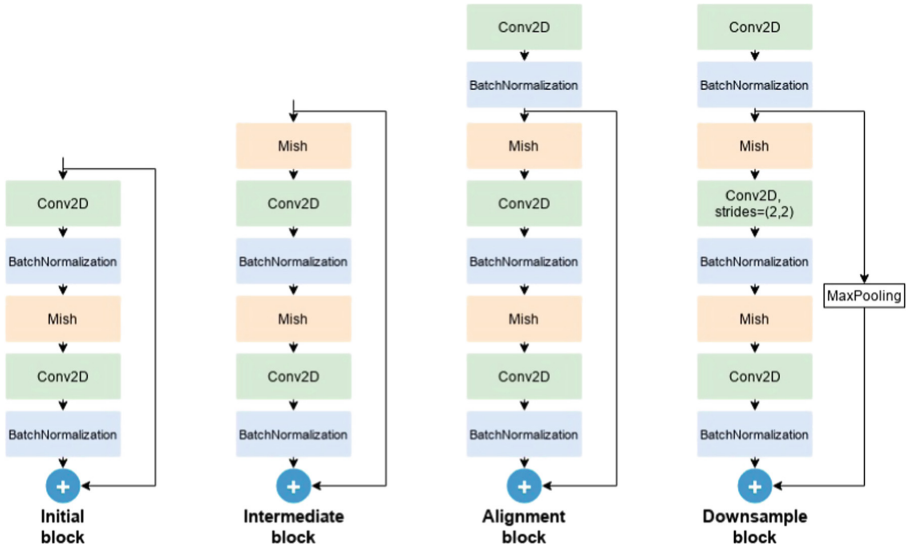 Conv2D
BatchNormalization
Mish
Conv2D
BatchNormalization
+
Initial
block
Mish
Conv2D
BatchNormalization
Mish
Conv2D
BatchNormalization
+
Intermediate
block
Conv2D
BatchNormalization
Mish
Conv2D
BatchNormalization
Mish
Conv2D
BatchNormalization
+
Alignment
block
Conv2D
BatchNormalization
Mish
Conv2D,
strides=(2,2)
BatchNormalization
Mish
Conv2D
BatchNormalization
MaxPooling
+
Downsample
block